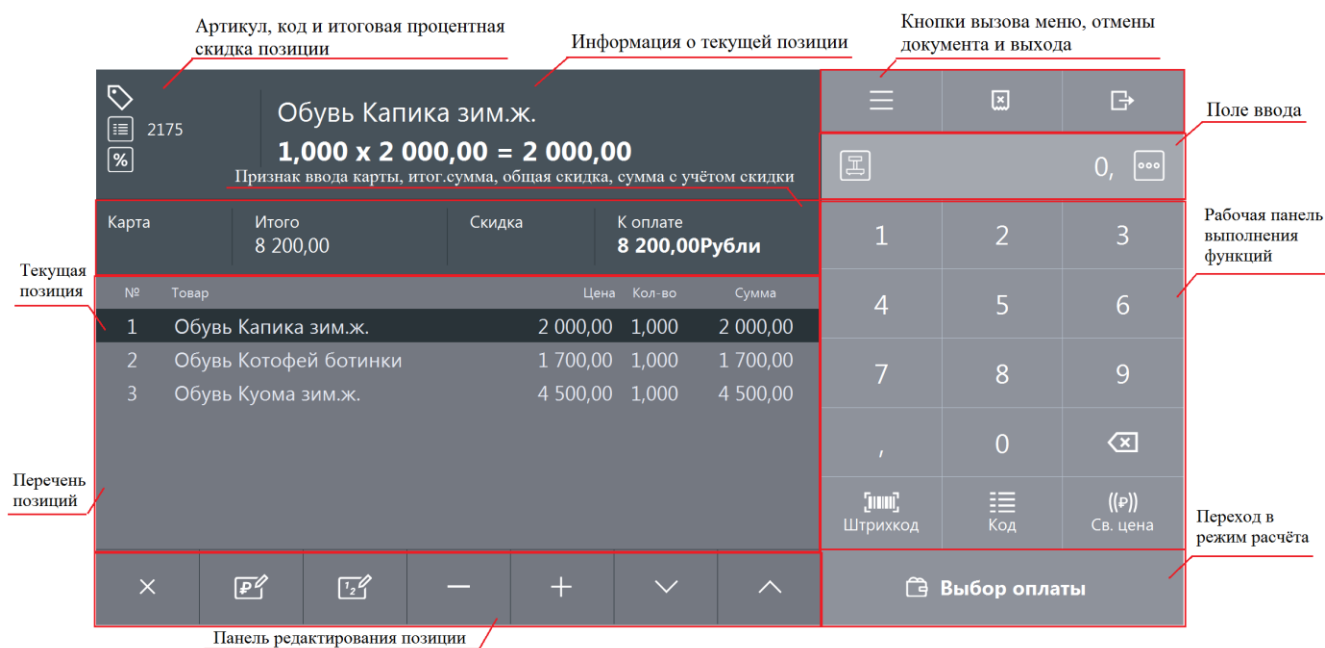 Артикул, код и итоговая процентная
скидка позиции
Информация о текущей позиции
Кнопки вызова меню, отмены
документа и выхода
Поле ввода
2175
%
Обувь Капика зим.ж.
1,000 x 2 000,00 = 2 000,00
Признак ввода карты, итог.сумма, общая скидка, сумма с учётом скидки
0,
Карта
Итого
8 200,00
Скидка
К оплате
8 200,00Рубли
Рабочая панель
выполнения
функций
Текущая
позиция
№ Товар Цена Кол-во Сумма
1 Обувь Капика зим.ж. 2 000,00 1,000 2 000,00
2 Обувь Котофей ботинки 1 700,00 1,000 1 700,00
3 Обувь Куома зим.ж. 4 500,00 1,000 4 500,00
Перечень
позиций
1 2 3
4 5 6
7 8 9
, 0
((₽))
Штрихкод Код Св. цена
Переход в
режим расчёта
Выбор оплаты
Панель редактирования позиции